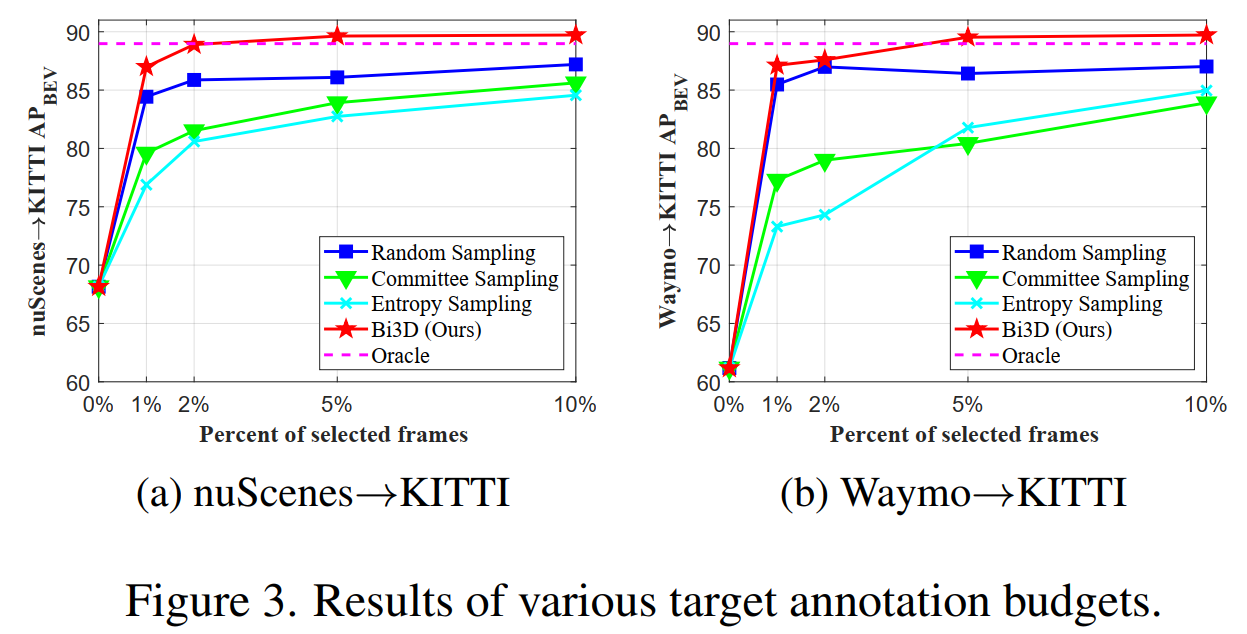 nuScenes→KITTI AP_BEV
90
85
80
75
70
65
60
0% 1% 2% 5% 10%
Percent of selected frames
Random Sampling
Committee Sampling
Entropy Sampling
Bi3D (Ours)
Oracle
(a) nuScenes→KITTI
Waymo→KITTI AP_BEV
90
85
80
75
70
65
60
0% 1% 2% 5% 10%
Percent of selected frames
Random Sampling
Committee Sampling
Entropy Sampling
Bi3D (Ours)
Oracle
(b) Waymo→KITTI
Figure 3. Results of various target annotation budgets.